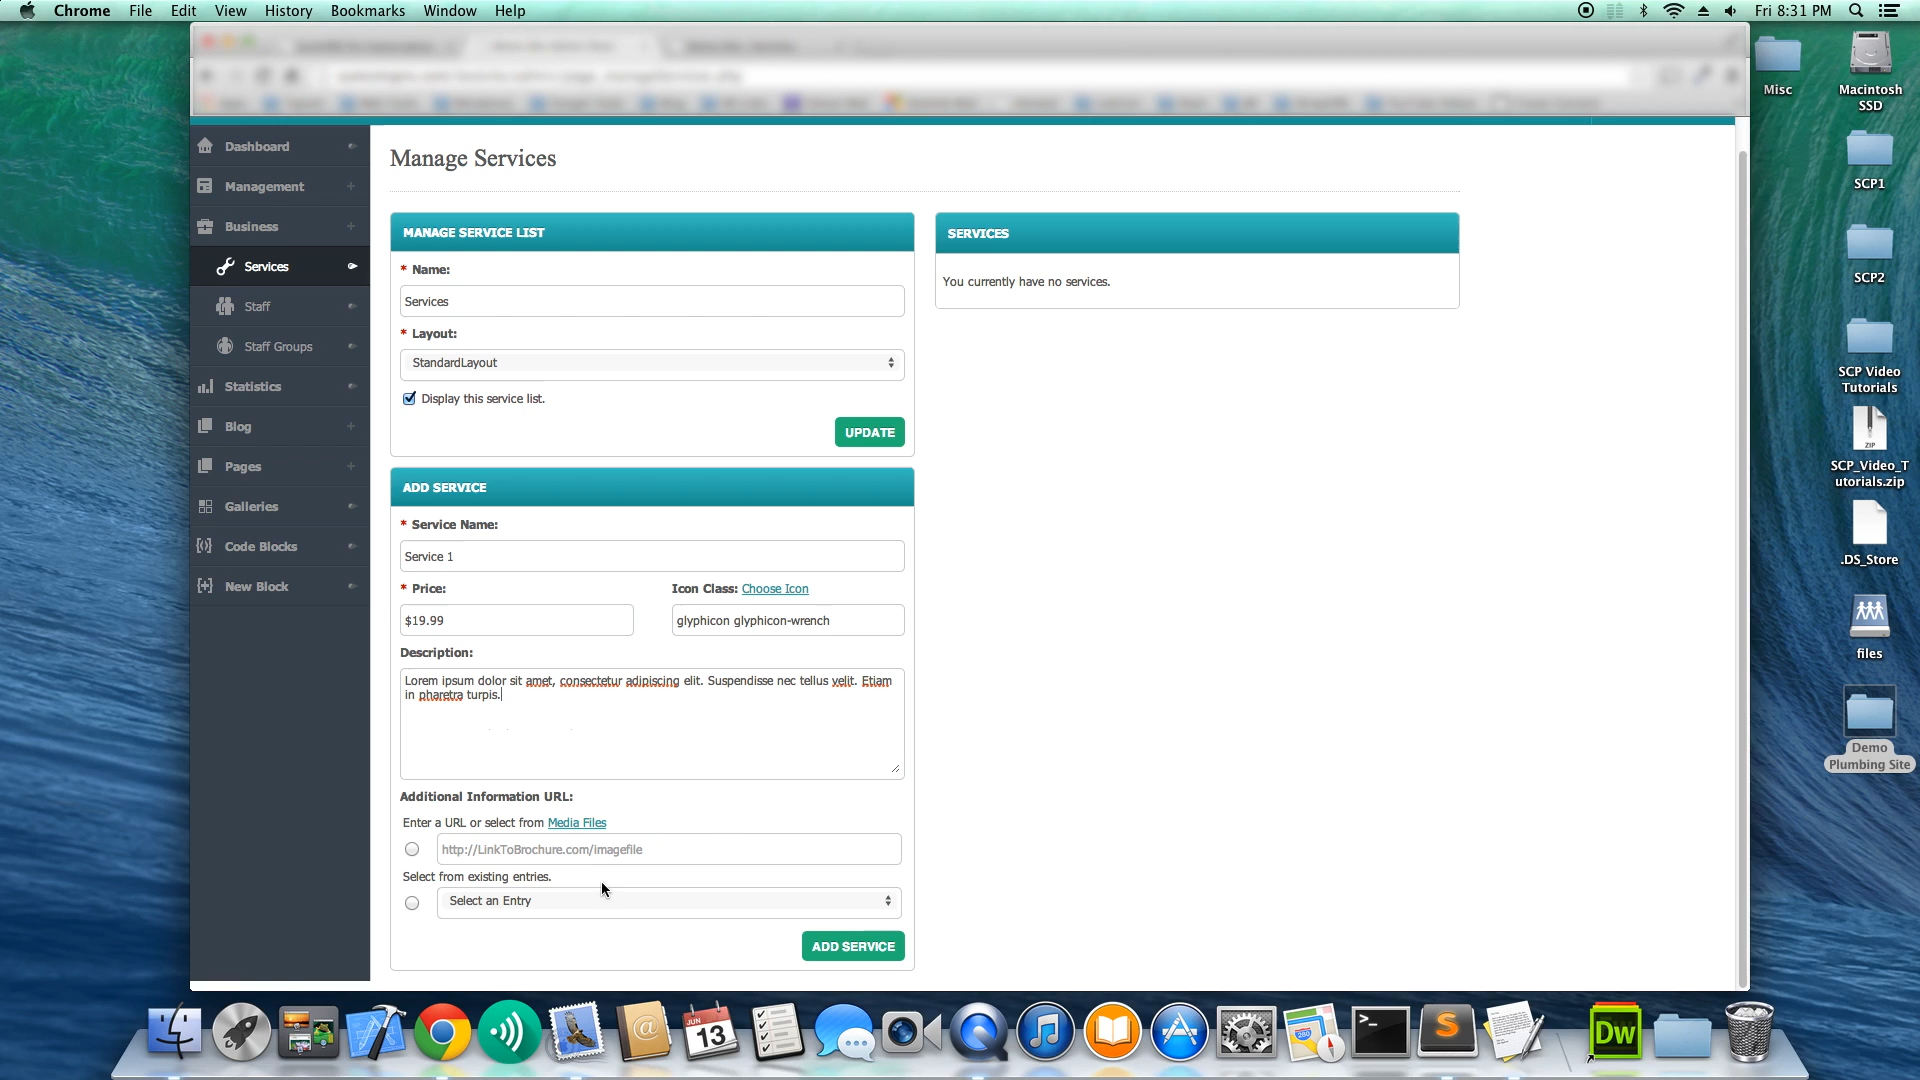 Chrome File Edit View History Bookmarks Window Help
Fri 8:31 PM
Misc
Macintosh
SSD
Dashboard
Management
Business
Services
Staff
Staff Groups
Statistics
Blog
Pages
Galleries
Code Blocks
New Block
Manage Services
MANAGE SERVICE LIST
* Name:
Services
* Layout:
StandardLayout
Display this service list.
UPDATE
SERVICES
You currently have no services.
ADD SERVICE
* Service Name:
Service 1
* Price:
Icon Class: Choose Icon
$19.99
glyphicon glyphicon-wrench
Description:
Lorem ipsum dolor sit amet, consectetur adipiscing elit. Suspendisse nec tellus velit. Etiam
in pharetra turpis.
Additional Information URL:
Enter a URL or select from Media Files
http://LinkToBrochure.com/imagefile
Select from existing entries.
Select an Entry
ADD SERVICE
SCP1
SCP2
SCP Video
Tutorials
ZIP
SCP_Video_T
utorials.zip
.DS_Store
files
Demo
Plumbing Site
JUN
13
280
S
Dw